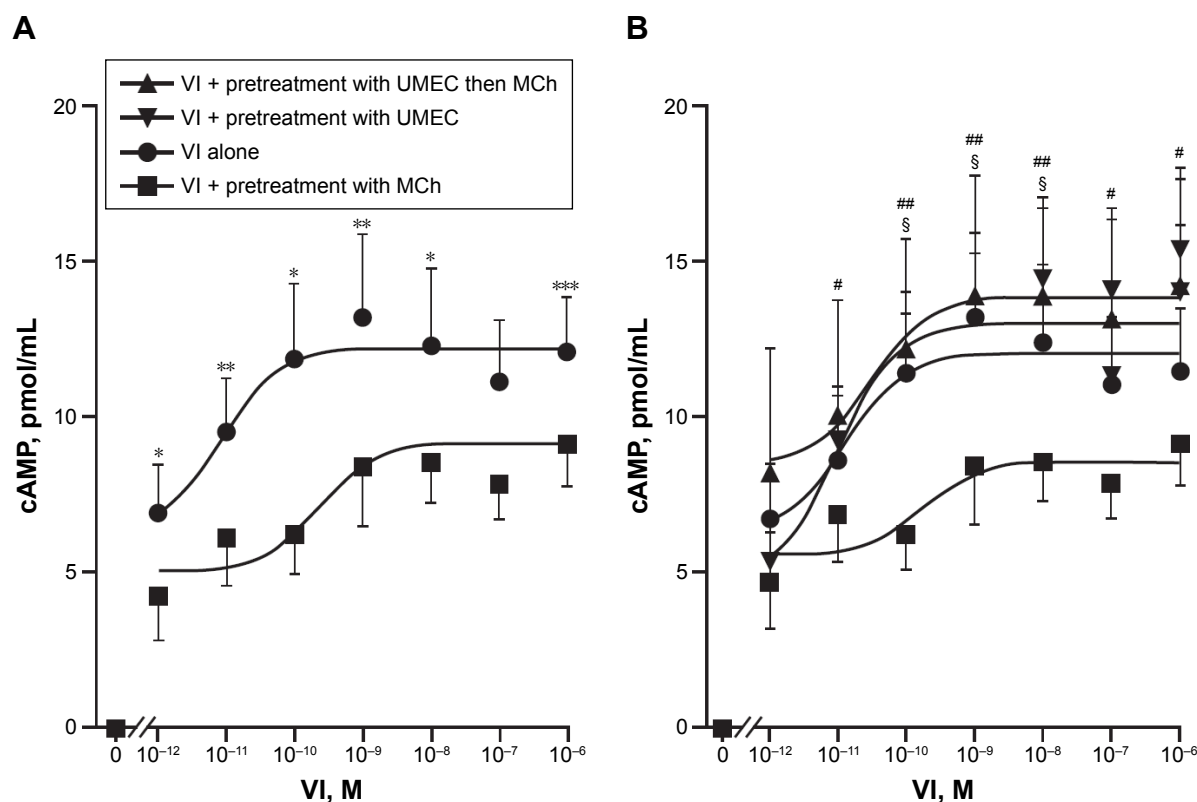 A
B
VI + pretreatment with UMEC then MCh
VI + pretreatment with UMEC
VI alone
VI + pretreatment with MCh
cAMP, pmol/mL
20
15
10
5
0
* ** * ** * ***
0 10⁻¹² 10⁻¹¹ 10⁻¹⁰ 10⁻⁹ 10⁻⁸ 10⁻⁷ 10⁻⁶
VI, M
cAMP, pmol/mL
20
15
10
5
0
# ## ## ## # #
§ § §
0 10⁻¹² 10⁻¹¹ 10⁻¹⁰ 10⁻⁹ 10⁻⁸ 10⁻⁷ 10⁻⁶
VI, M